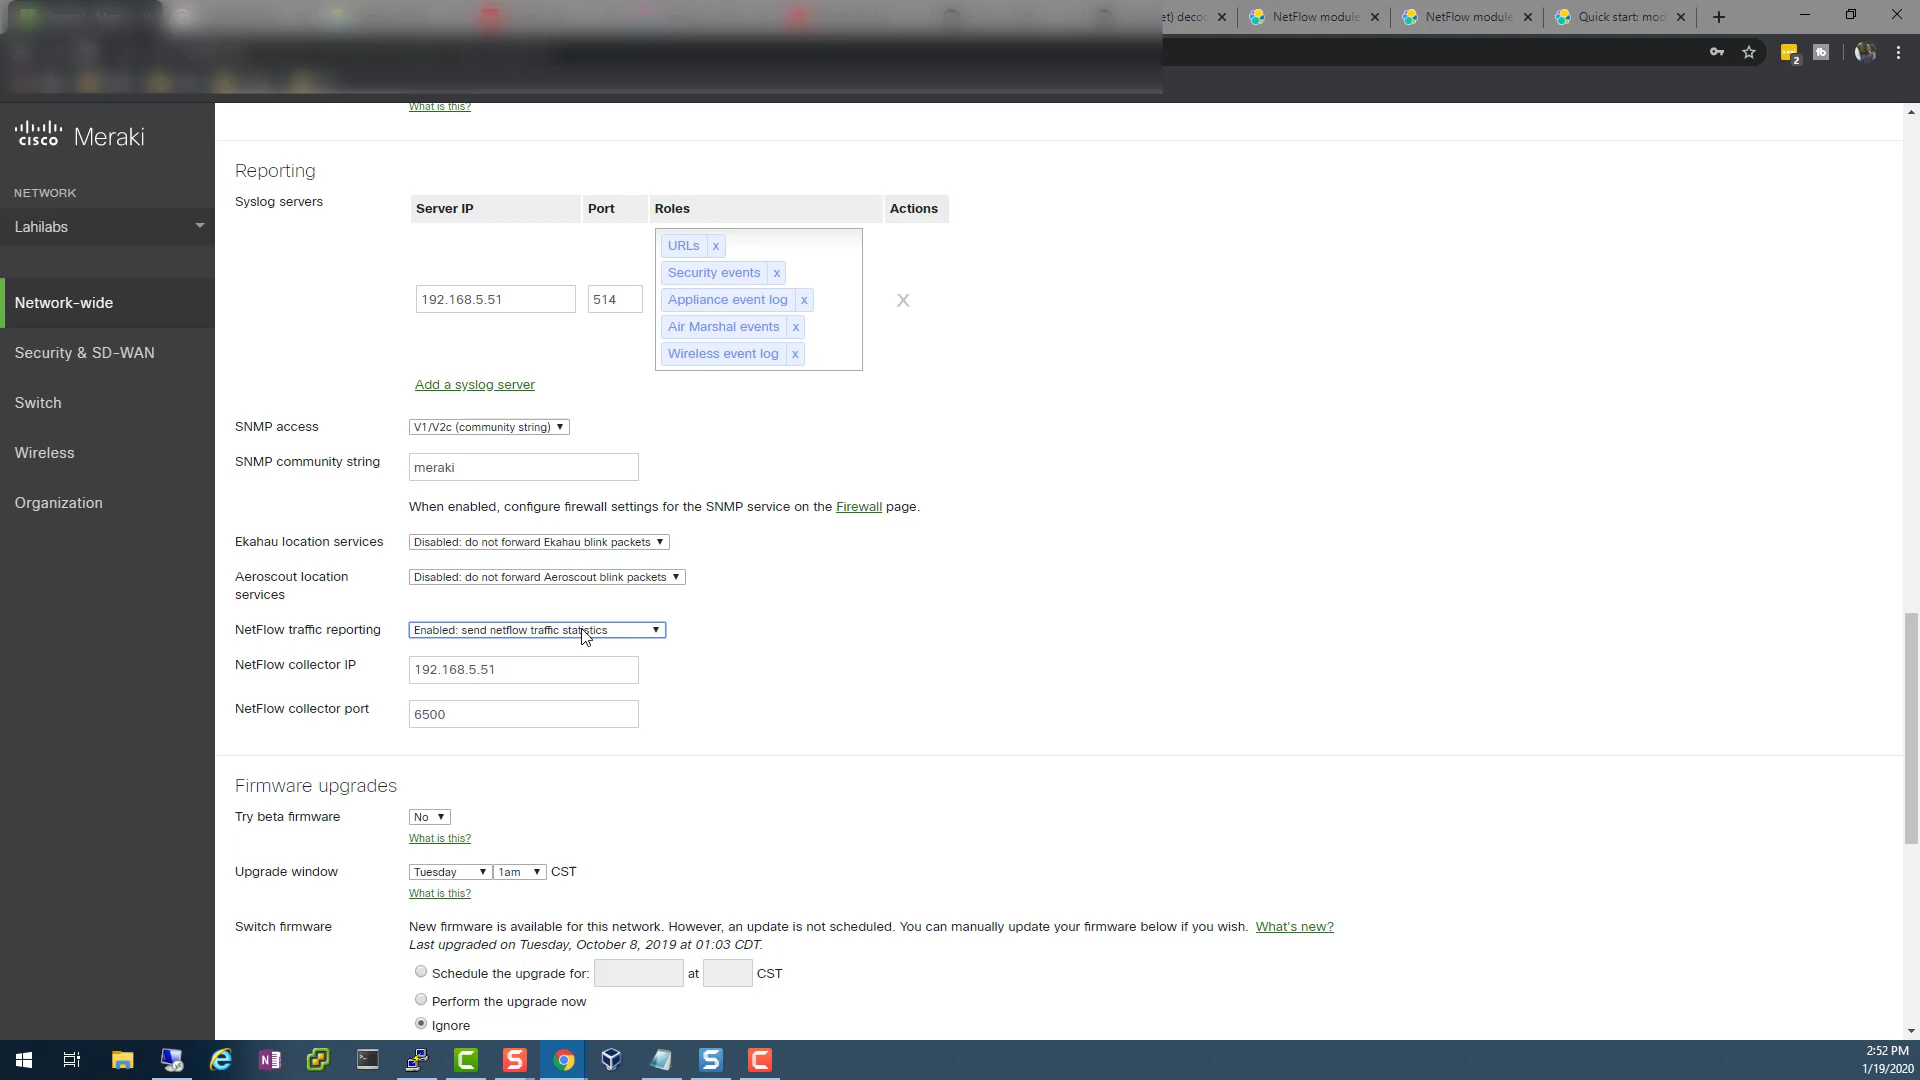 et) decod
NetFlow module
NetFlow module
Quick start: mod
2
What is this?
cisco Meraki
NETWORK
Lahilabs
Network-wide
Security & SD-WAN
Switch
Wireless
Organization
Reporting
Syslog servers
Server IP Port Roles Actions
URLs x
Security events x
192.168.5.51 514 Appliance event log x X
Air Marshal events x
Wireless event log x
Add a syslog server
SNMP access V1/V2c (community string)
SNMP community string meraki
When enabled, configure firewall settings for the SNMP service on the Firewall page.
Ekahau location services Disabled: do not forward Ekahau blink packets
Aeroscout location services Disabled: do not forward Aeroscout blink packets
NetFlow traffic reporting Enabled: send netflow traffic statistics
NetFlow collector IP 192.168.5.51
NetFlow collector port 6500
Firmware upgrades
Try beta firmware No
What is this?
Upgrade window Tuesday 1am CST
What is this?
Switch firmware New firmware is available for this network. However, an update is not scheduled. You can manually update your firmware below if you wish. What's new?
Last upgraded on Tuesday, October 8, 2019 at 01:03 CDT.
Schedule the upgrade for: at CST
Perform the upgrade now
Ignore
2:52 PM
1/19/2020